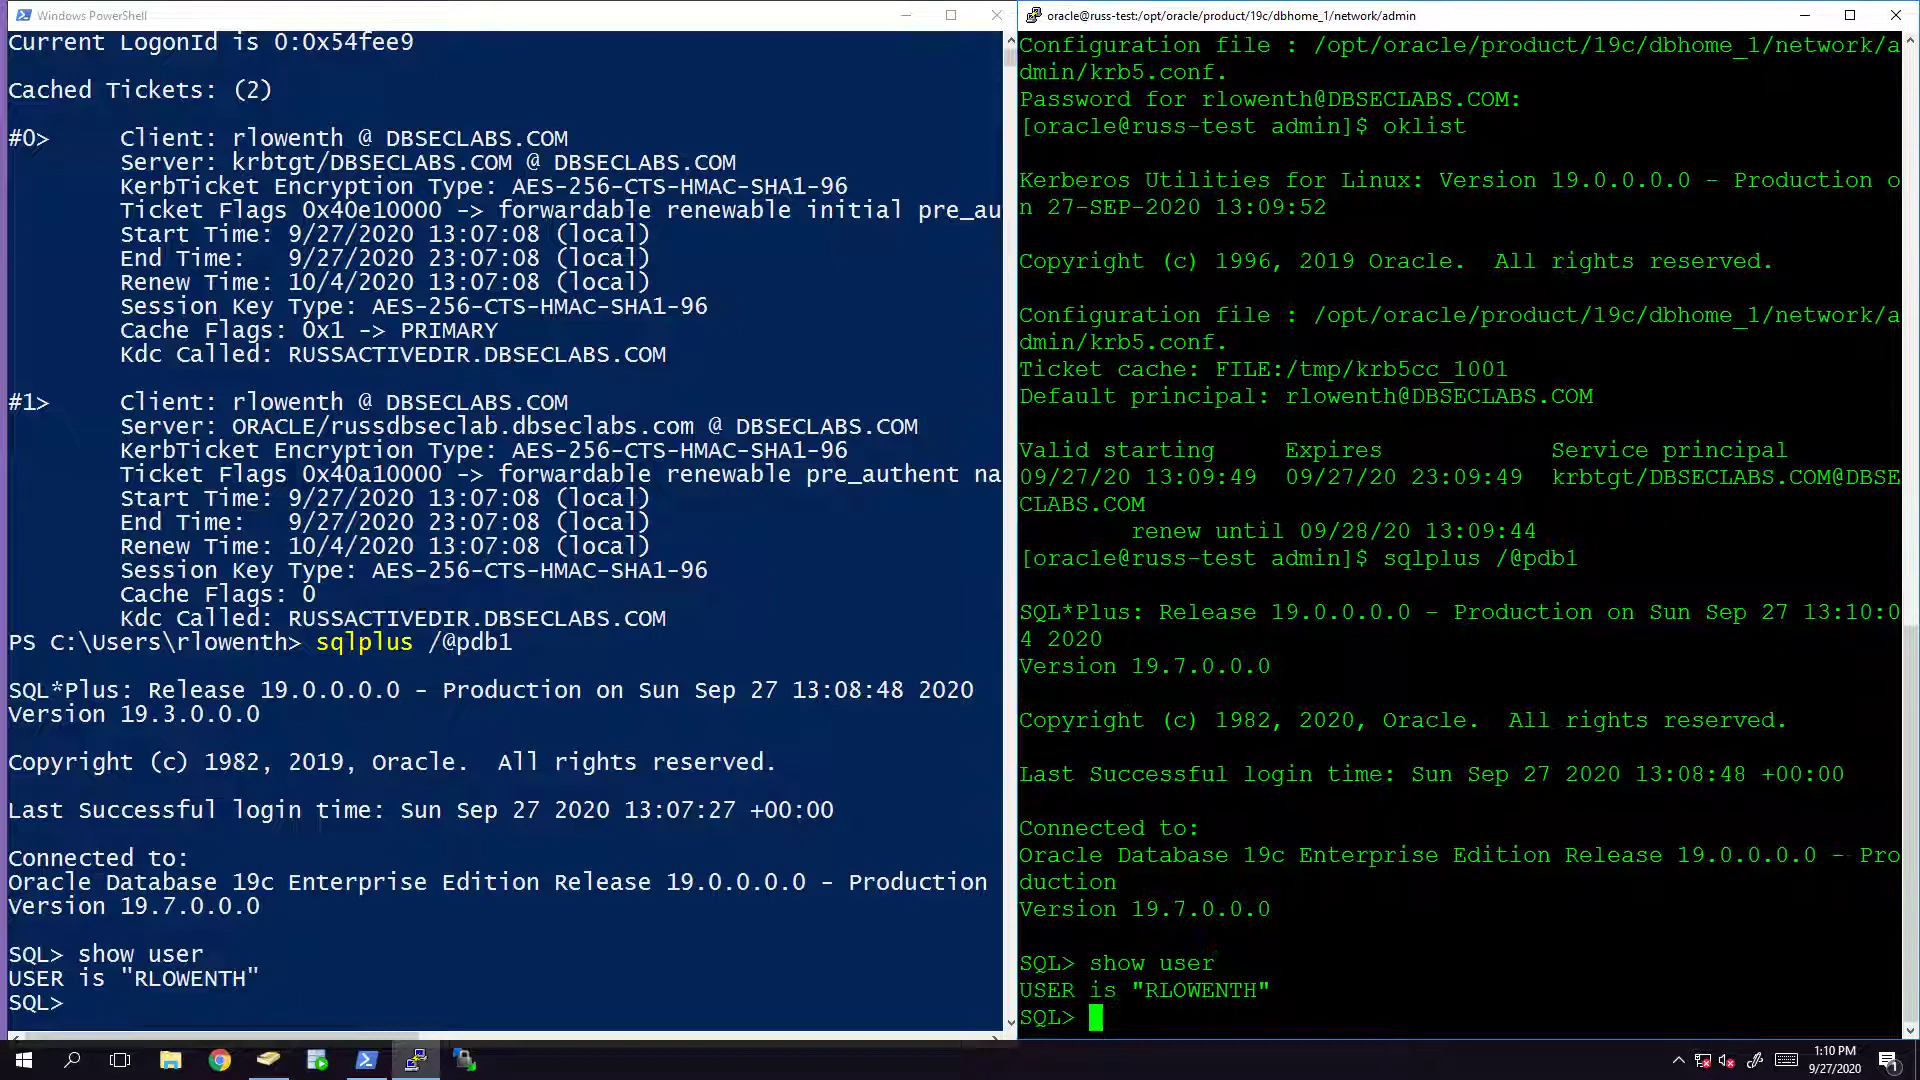 Windows PowerShell
Current LogonId is 0:0x54fee9
Cached Tickets: (2)
#0> Client: rlowenth @ DBSECLABS.COM
Server: krbtgt/DBSECLABS.COM @ DBSECLABS.COM
KerbTicket Encryption Type: AES-256-CTS-HMAC-SHA1-96
Ticket Flags 0x40e10000 -> forwardable renewable initial pre_au
Start Time: 9/27/2020 13:07:08 (local)
End Time: 9/27/2020 23:07:08 (local)
Renew Time: 10/4/2020 13:07:08 (local)
Session Key Type: AES-256-CTS-HMAC-SHA1-96
Cache Flags: 0x1 -> PRIMARY
Kdc Called: RUSSACTIVEDIR.DBSECLABS.COM
#1> Client: rlowenth @ DBSECLABS.COM
Server: ORACLE/russdbseclab.dbseclabs.com @ DBSECLABS.COM
KerbTicket Encryption Type: AES-256-CTS-HMAC-SHA1-96
Ticket Flags 0x40a10000 -> forwardable renewable pre_authent na
Start Time: 9/27/2020 13:07:08 (local)
End Time: 9/27/2020 23:07:08 (local)
Renew Time: 10/4/2020 13:07:08 (local)
Session Key Type: AES-256-CTS-HMAC-SHA1-96
Cache Flags: 0
Kdc Called: RUSSACTIVEDIR.DBSECLABS.COM
PS C:\Users\rlowenth> sqlplus /@pdb1
SQL*Plus: Release 19.0.0.0.0 - Production on Sun Sep 27 13:08:48 2020
Version 19.3.0.0.0
Copyright (c) 1982, 2019, Oracle. All rights reserved.
Last Successful login time: Sun Sep 27 2020 13:07:27 +00:00
Connected to:
Oracle Database 19c Enterprise Edition Release 19.0.0.0.0 - Production
Version 19.7.0.0.0
SQL> show user
USER is "RLOWENTH"
SQL>
oracle@russ-test:/opt/oracle/product/19c/dbhome_1/network/admin
Configuration file : /opt/oracle/product/19c/dbhome_1/network/a
dmin/krb5.conf.
Password for rlowenth@DBSECLABS.COM:
[oracle@russ-test admin]$ oklist
Kerberos Utilities for Linux: Version 19.0.0.0.0 - Production o
n 27-SEP-2020 13:09:52
Copyright (c) 1996, 2019 Oracle. All rights reserved.
Configuration file : /opt/oracle/product/19c/dbhome_1/network/a
dmin/krb5.conf.
Ticket cache: FILE:/tmp/krb5cc_1001
Default principal: rlowenth@DBSECLABS.COM
Valid starting Expires Service principal
09/27/20 13:09:49 09/27/20 23:09:49 krbtgt/DBSECLABS.COM@DBSE
CLABS.COM
renew until 09/28/20 13:09:44
[oracle@russ-test admin]$ sqlplus /@pdb1
SQL*Plus: Release 19.0.0.0.0 - Production on Sun Sep 27 13:10:0
4 2020
Version 19.7.0.0.0
Copyright (c) 1982, 2020, Oracle. All rights reserved.
Last Successful login time: Sun Sep 27 2020 13:08:48 +00:00
Connected to:
Oracle Database 19c Enterprise Edition Release 19.0.0.0.0 - Pro
duction
Version 19.7.0.0.0
SQL> show user
USER is "RLOWENTH"
SQL>
1:10 PM
9/27/2020
1